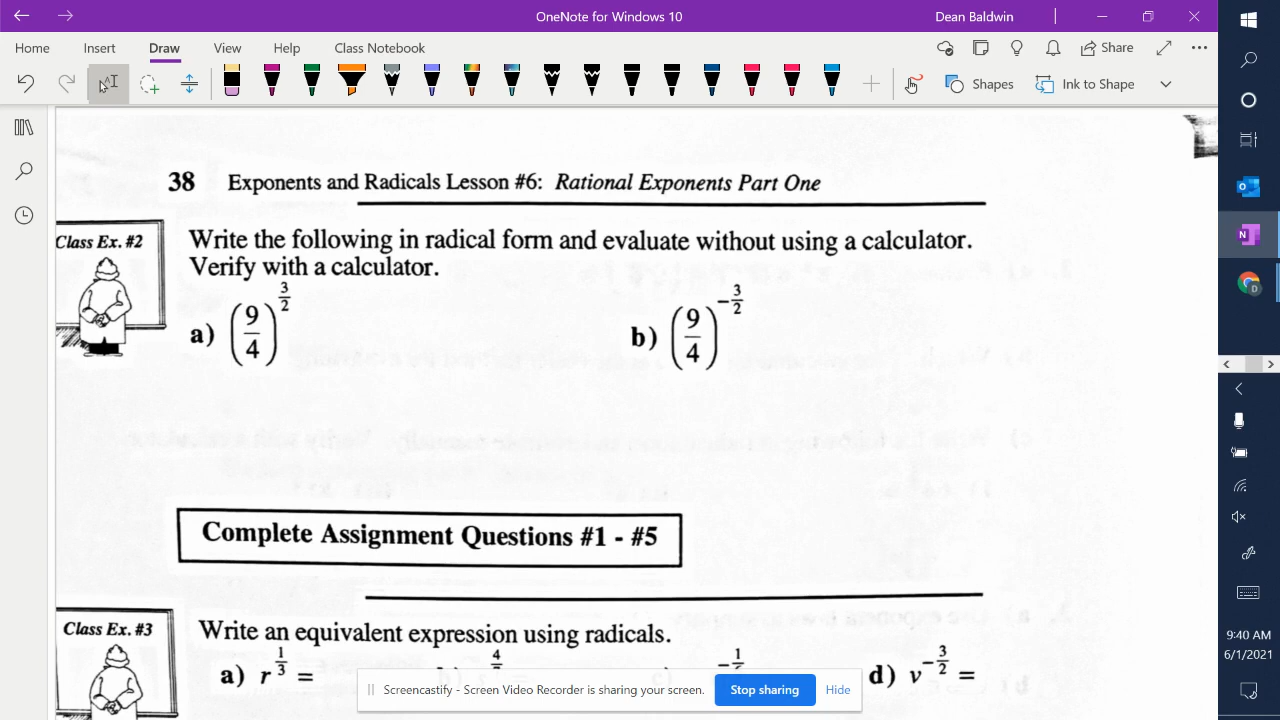 OneNote for Windows 10
Dean Baldwin
Home Insert Draw View Help Class Notebook
Share
Shapes
Ink to Shape
38 Exponents and Radicals Lesson #6: Rational Exponents Part One
Class Ex. #2
Write the following in radical form and evaluate without using a calculator.
Verify with a calculator.
a) (9/4)^(3/2) b) (9/4)^(-3/2)
Complete Assignment Questions #1 - #5
Class Ex. #3
Write an equivalent expression using radicals.
a) r^(1/3) = d) v^(-3/2) =
Screencastify - Screen Video Recorder is sharing your screen.
Stop sharing
Hide
9:40 AM
6/1/2021